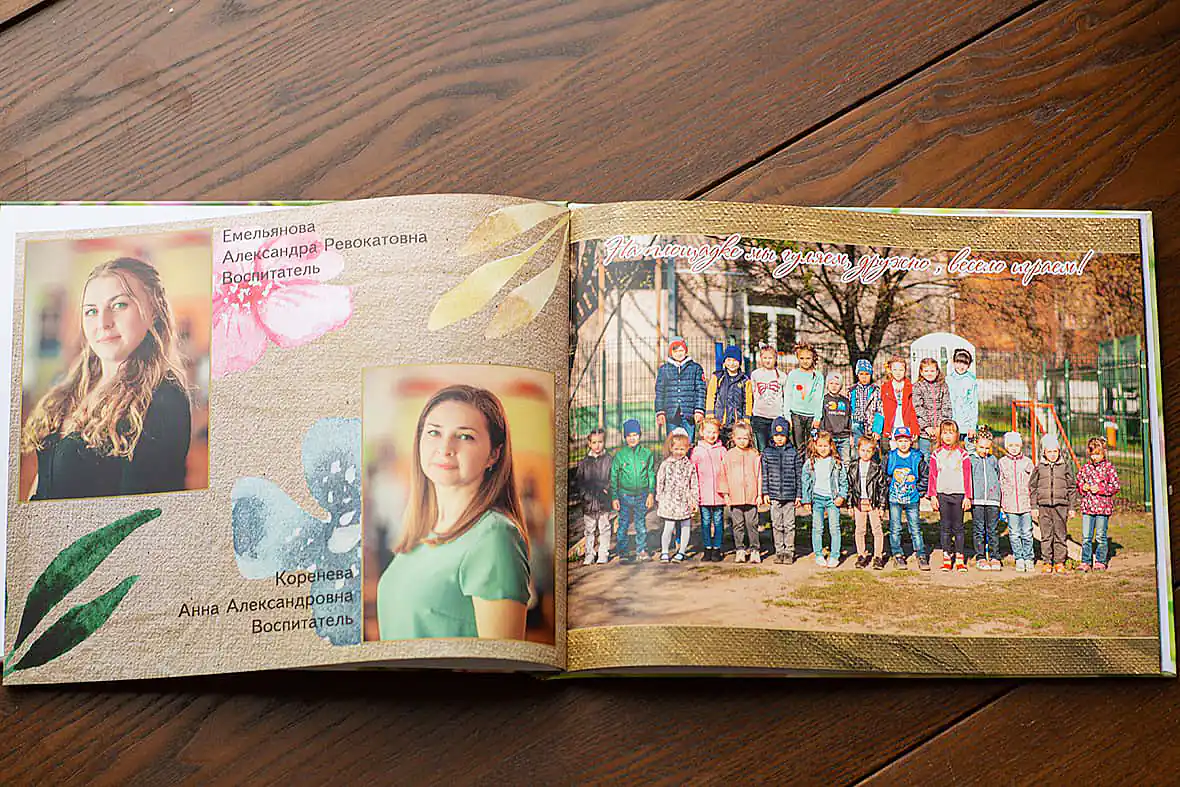 Емельянова
Александра Ревокатовна
Воспитатель
Коренева
Анна Александровна
Воспитатель
На площадке мы гуляем дружно, весело играем!